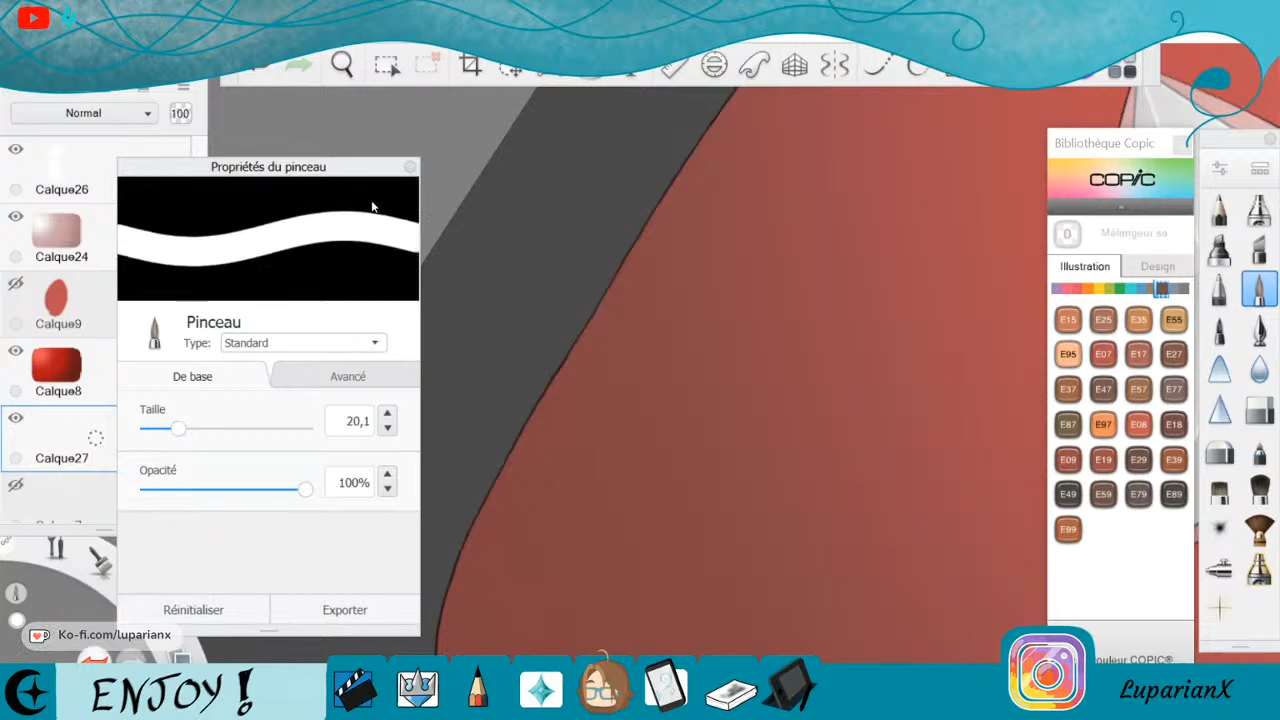 Normal
100
Calque26
Calque24
Calque9
Calque8
Calque27
Propriétés du pinceau
Pinceau
Type: Standard
De base
Avancé
Taille
20,1
Opacité
100%
Réinitialiser
Exporter
Bibliothèque Copic
COPIC
0
Mélangeur sa
Illustration
Design
E15 E25 E35 E55
E95 E07 E17 E27
E37 E47 E57 E77
E87 E97 E08 E18
E09 E19 E29 E39
E49 E59 E79 E89
E99
ouleur COPIC®
Ko-fi.com/luparianx
ENJOY!
LuparianX